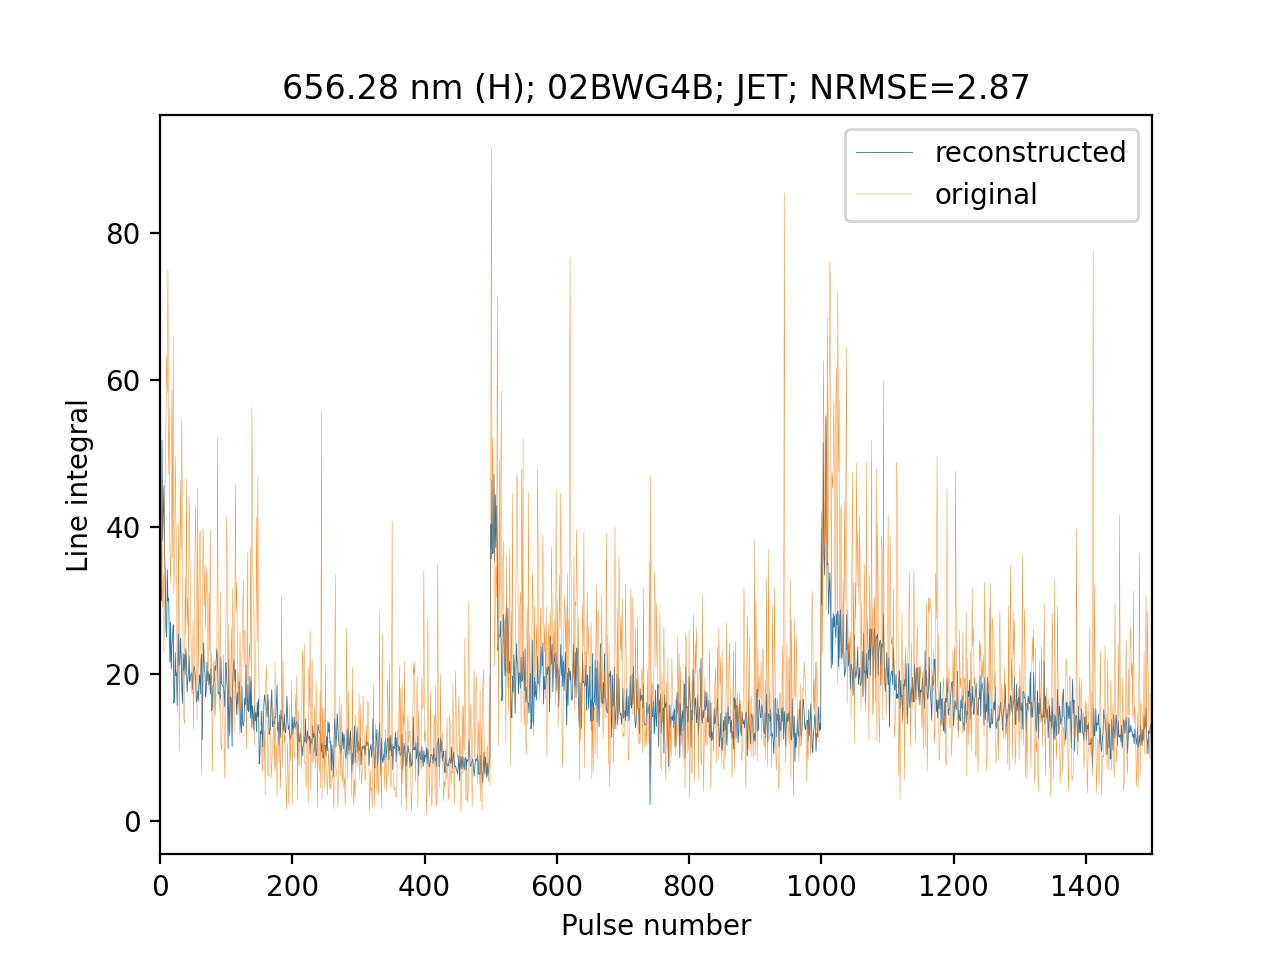 656.28 nm (H); 02BWG4B; JET; NRMSE=2.87
reconstructed
original
Line integral
80
60
40
20
0
0 200 400 600 800 1000 1200 1400
Pulse number